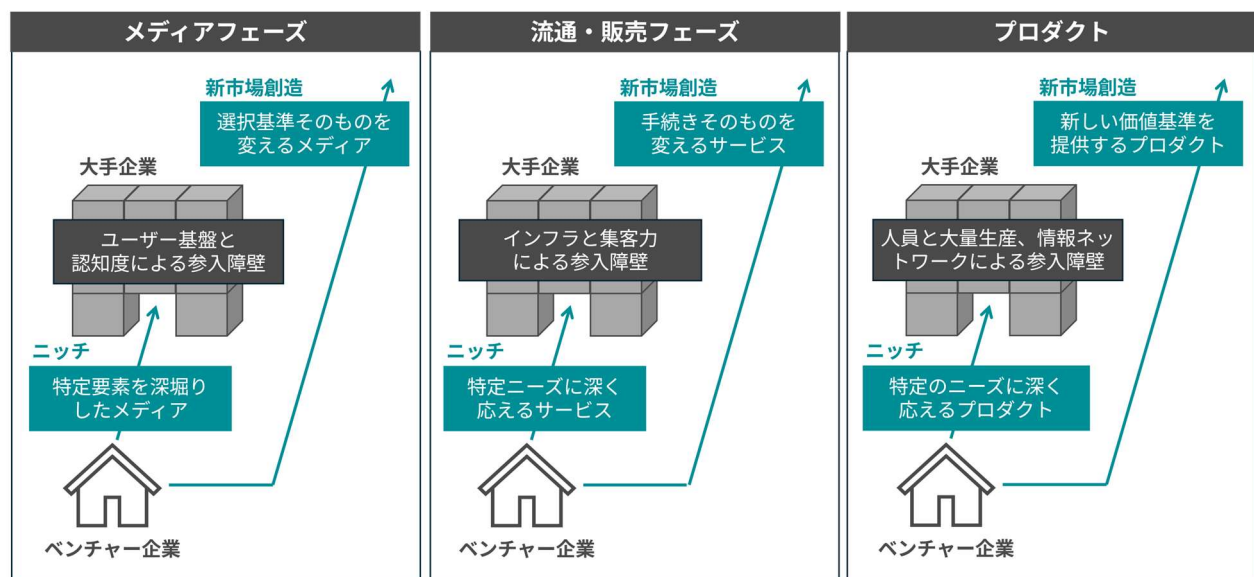 メディアフェーズ
新市場創造
選択基準そのものを
変えるメディア
大手企業
ユーザー基盤と
認知度による参入障壁
ニッチ
特定要素を深堀り
したメディア
ベンチャー企業
流通・販売フェーズ
新市場創造
手続きそのものを
変えるサービス
大手企業
インフラと集客力
による参入障壁
ニッチ
特定ニーズに深く
応えるサービス
ベンチャー企業
プロダクト
新市場創造
新しい価値基準を
提供するプロダクト
大手企業
人員と大量生産、情報ネッ
トワークによる参入障壁
ニッチ
特定のニーズに深く
応えるプロダクト
ベンチャー企業